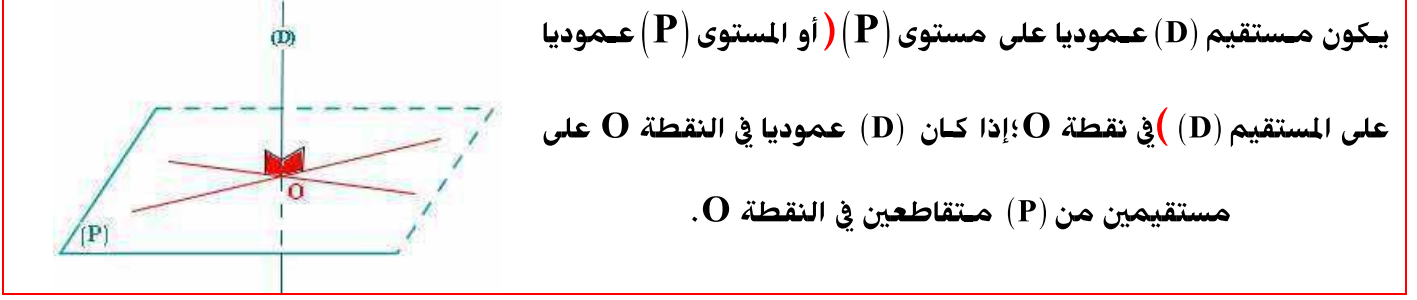 يكون مستقيم (D) عموديا على مستوى (P) ( أو المستوى (P) عموديا
على المستقيم (D) ) في نقطة O ؛إذا كان (D) عموديا في النقطة O على
مستقيمين من (P) متقاطعين في النقطة O .
(D)
O
(P)